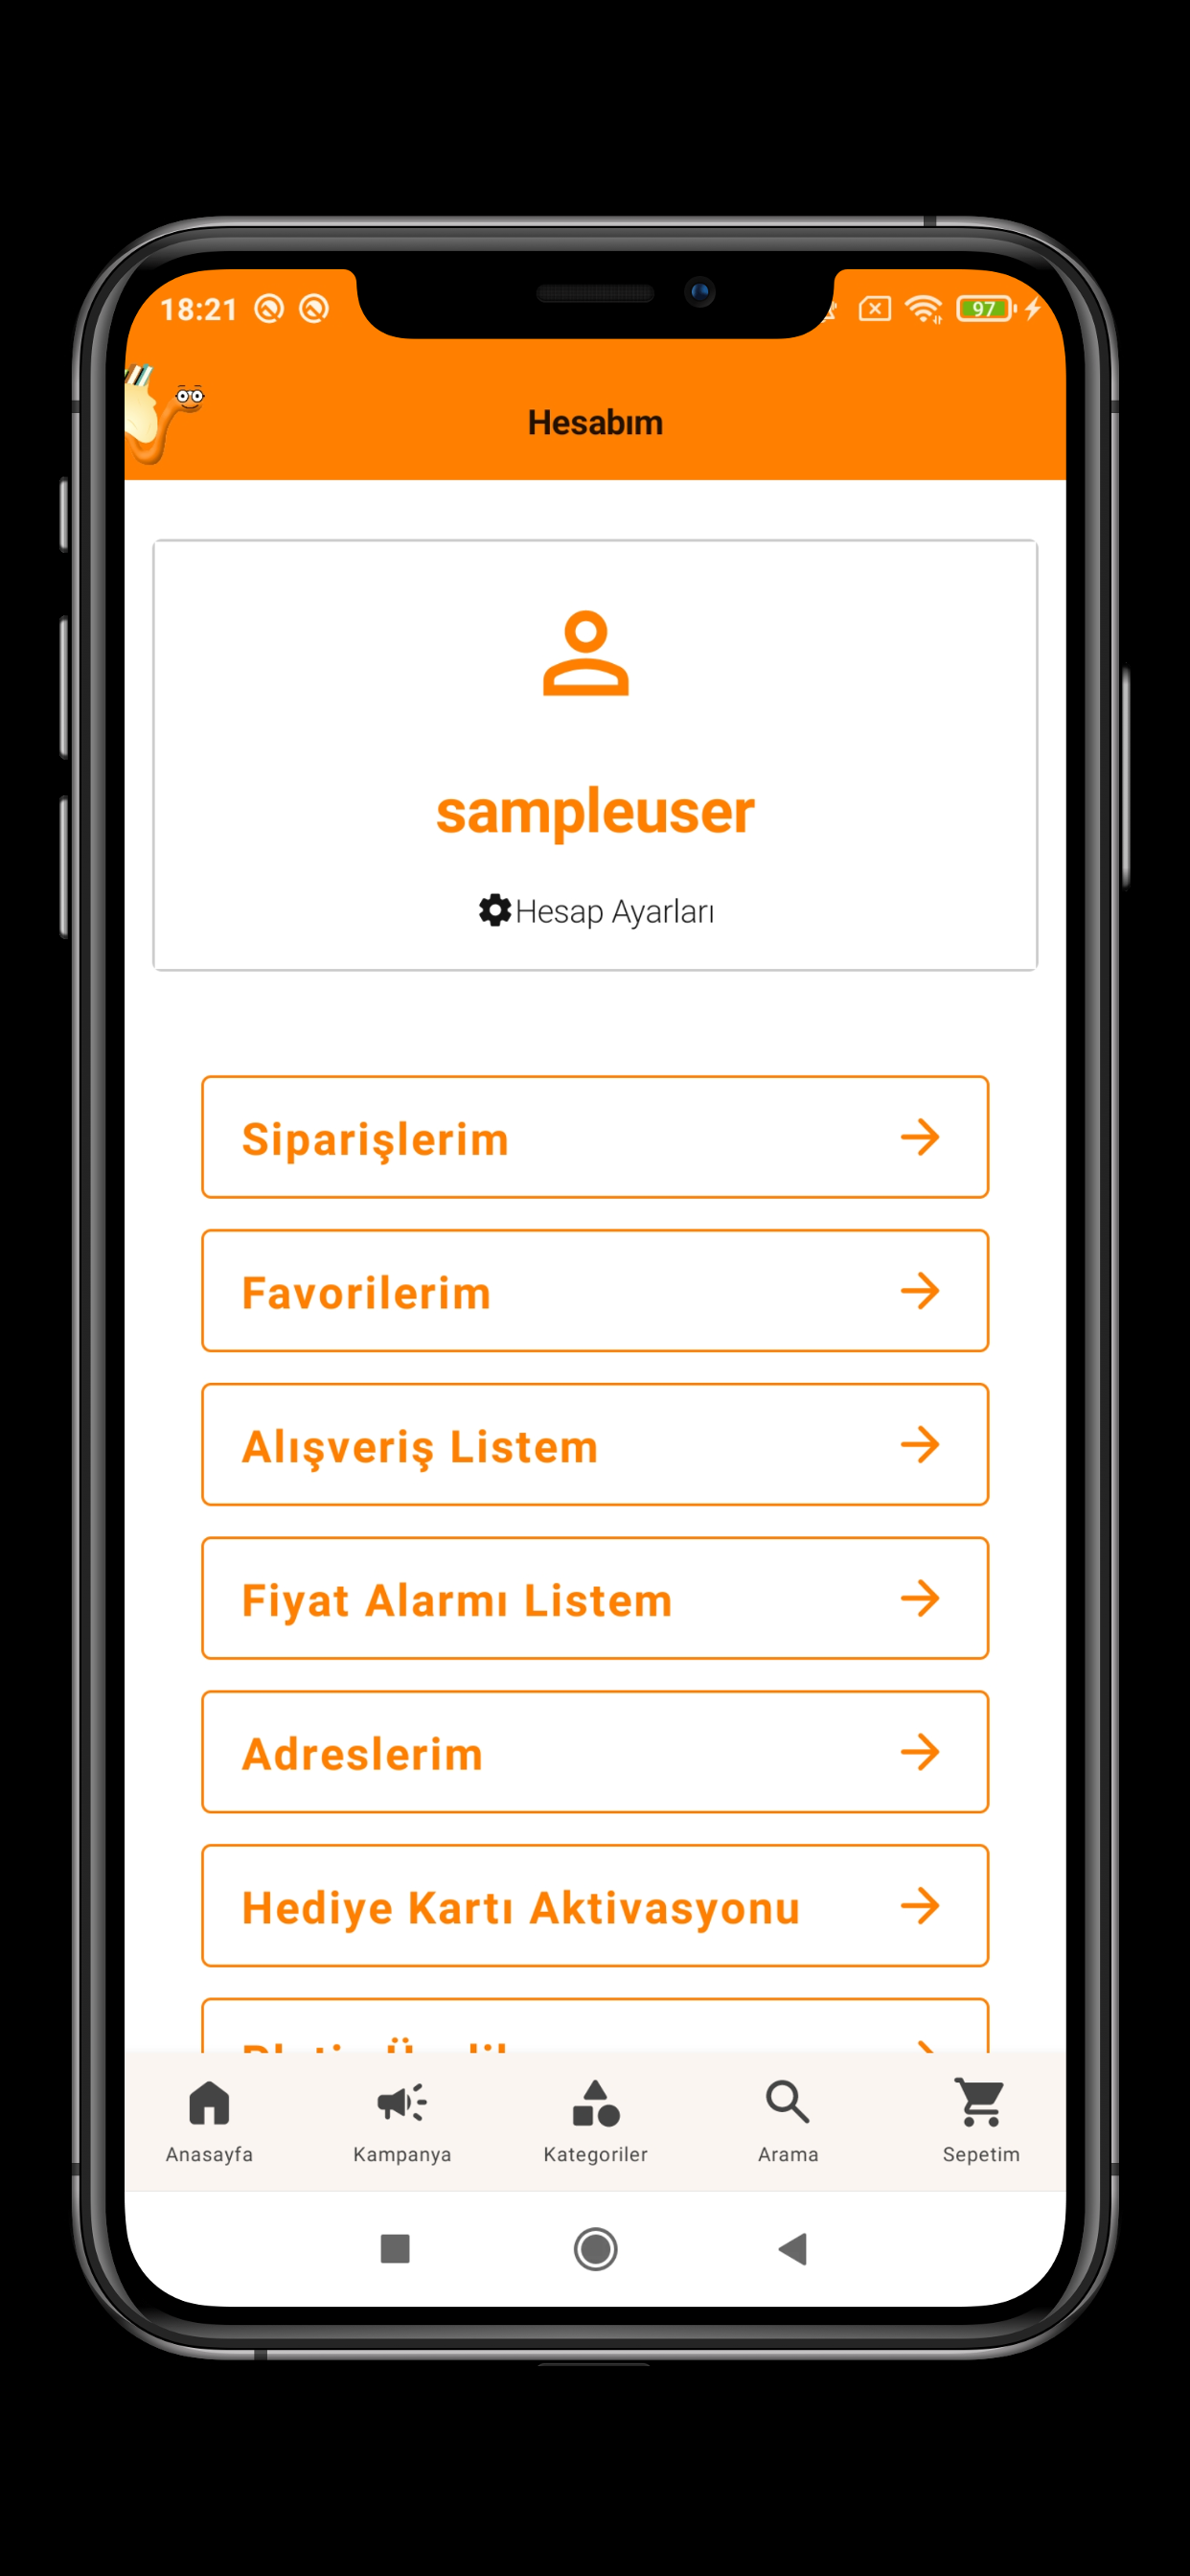 18:21
97
Hesabım
sampleuser
Hesap Ayarları
Siparişlerim
Favorilerim
Alışveriş Listem
Fiyat Alarmı Listem
Adreslerim
Hediye Kartı Aktivasyonu
Anasayfa
Kampanya
Kategoriler
Arama
Sepetim